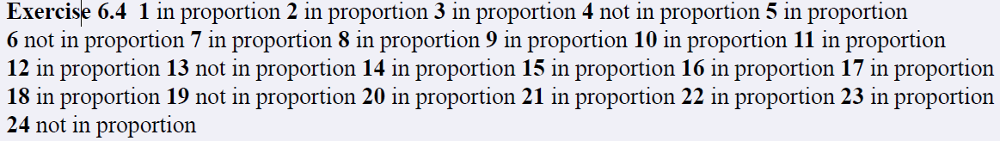 Exercise 6.4 1 in proportion 2 in proportion 3 in proportion 4 not in proportion 5 in proportion
6 not in proportion 7 in proportion 8 in proportion 9 in proportion 10 in proportion 11 in proportion
12 in proportion 13 not in proportion 14 in proportion 15 in proportion 16 in proportion 17 in proportion
18 in proportion 19 not in proportion 20 in proportion 21 in proportion 22 in proportion 23 in proportion
24 not in proportion